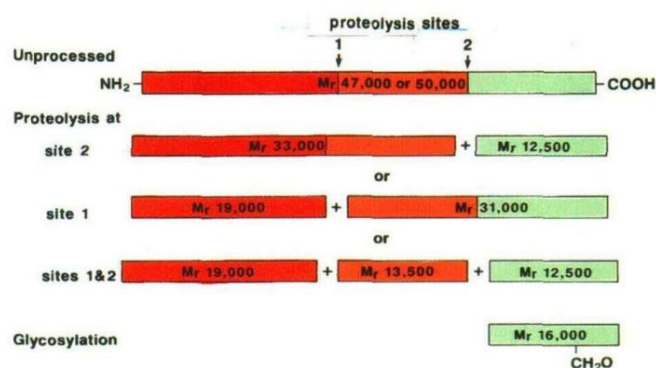 proteolysis sites
1 2
Unprocessed
NH₂ Mr 47,000 or 50,000 COOH
Proteolysis at
site 2 Mr 33,000 + Mr 12,500
or
site 1 Mr 19,000 + Mr 31,000
or
sites 1&2 Mr 19,000 + Mr 13,500 + Mr 12,500
Glycosylation Mr 16,000
CH₂O